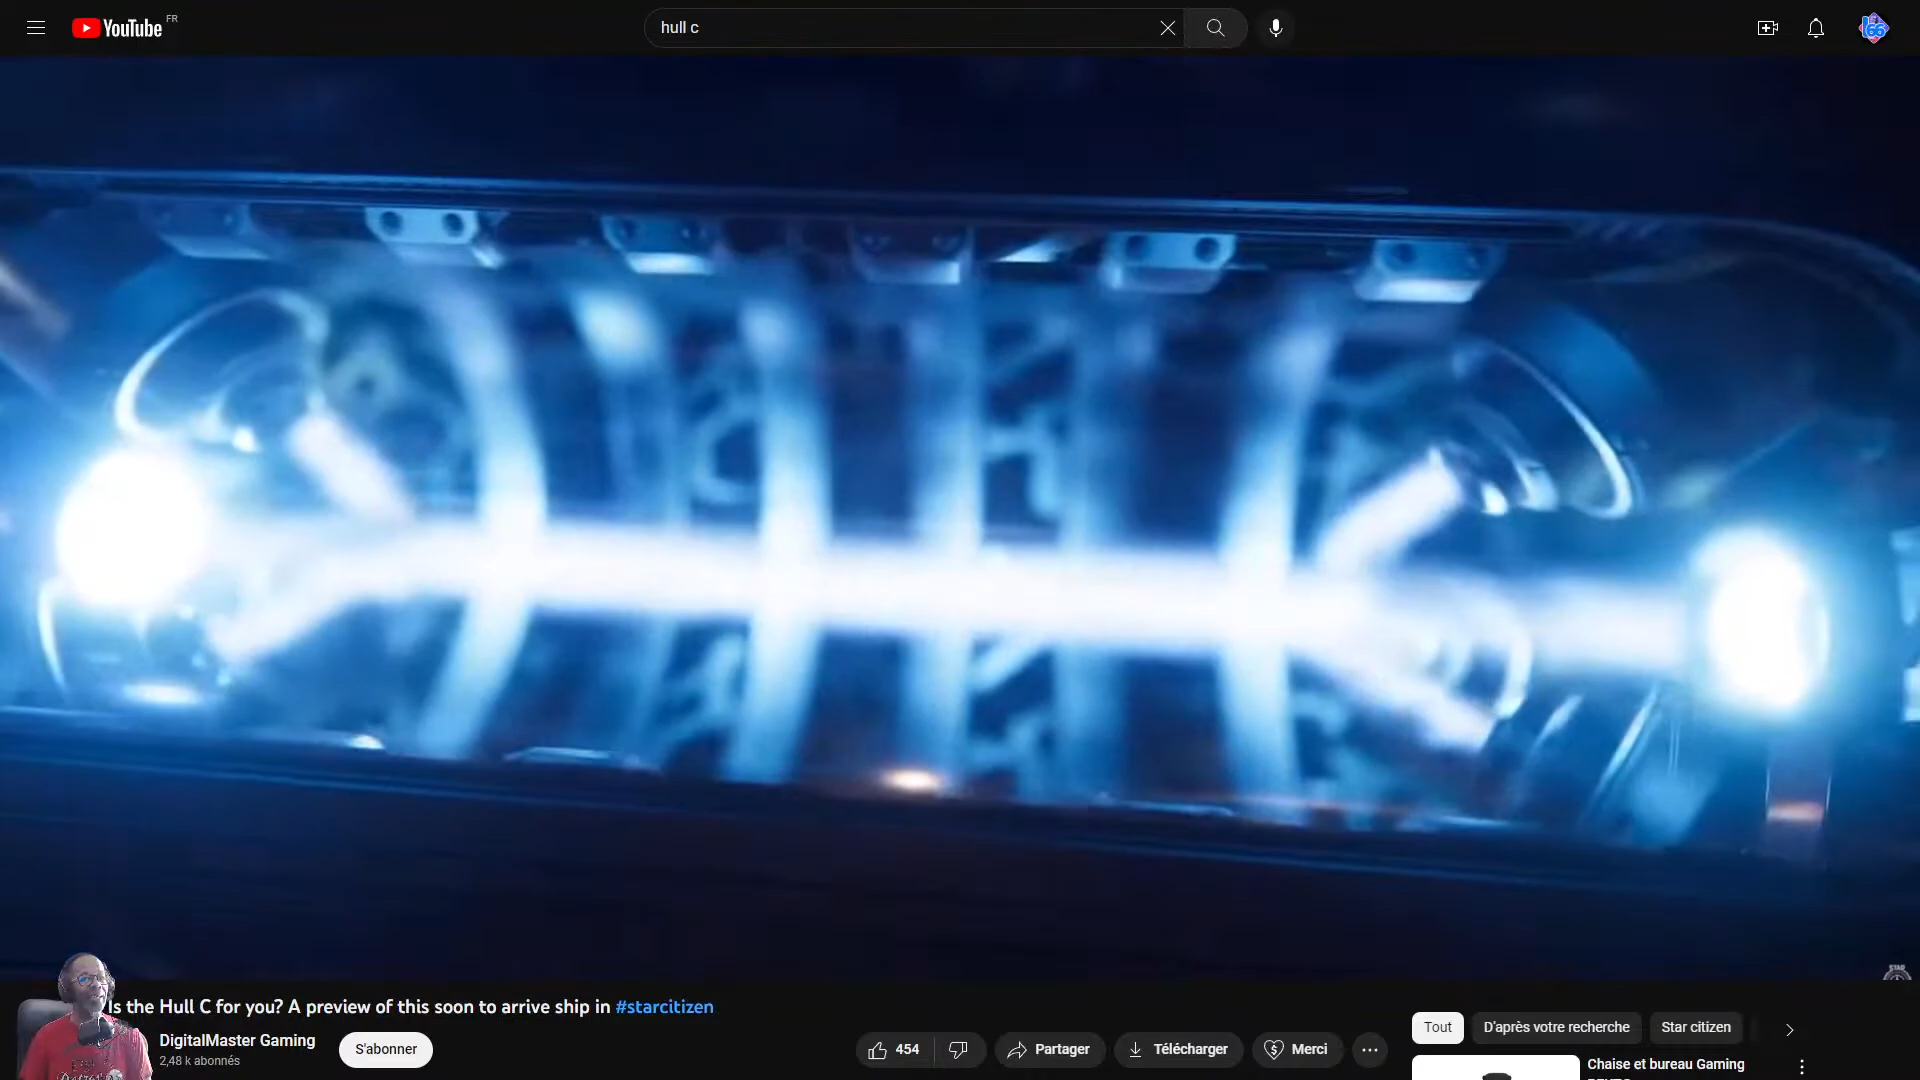 YouTube FR
hull c
Is the Hull C for you? A preview of this soon to arrive ship in #starcitizen
DigitalMaster Gaming
2,48 k abonnés
S'abonner
454
Partager
Télécharger
Merci
Tout
D'après votre recherche
Star citizen
Chaise et bureau Gaming